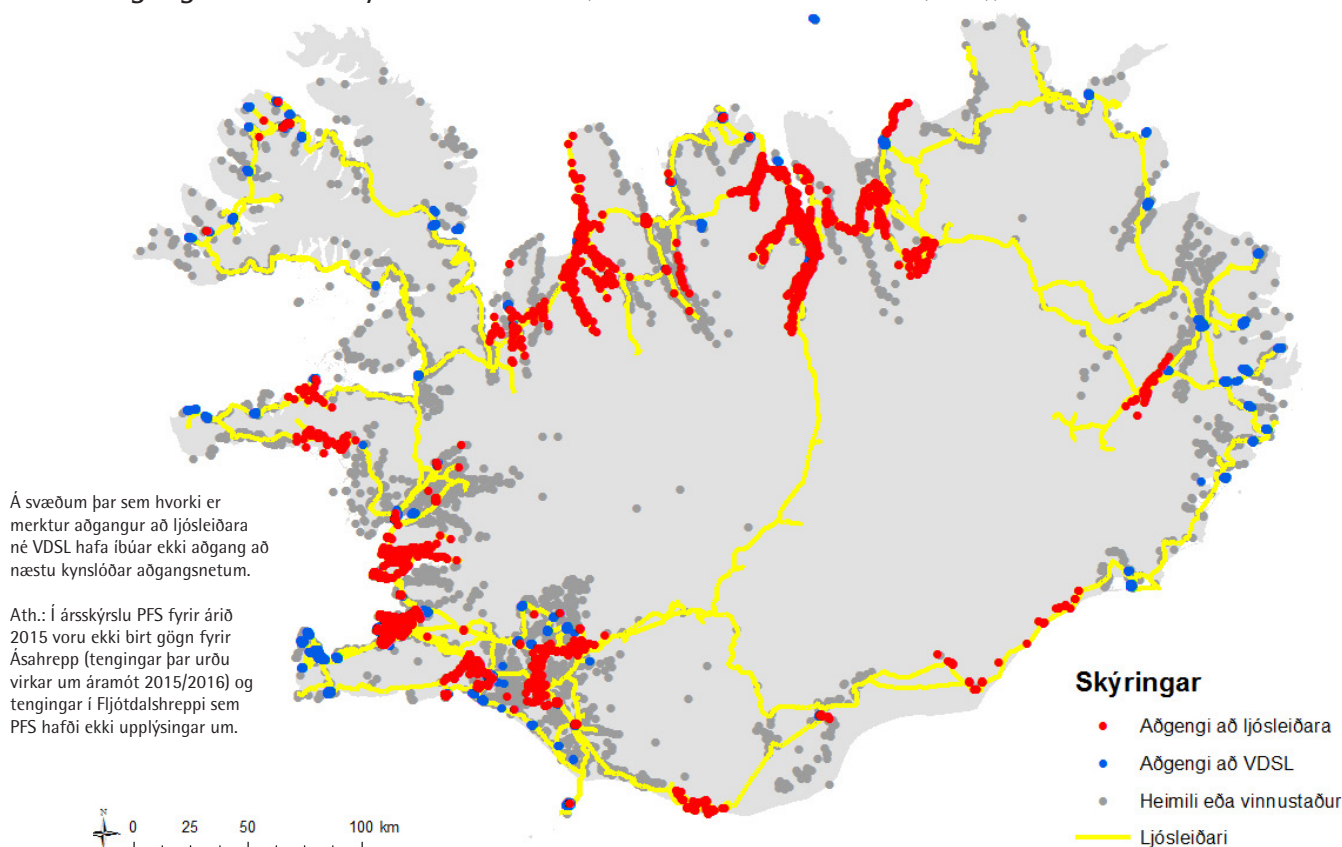 Á svæðum þar sem hvorki er
merktur aðgangur að ljósleiðara
né VDSL hafa íbúar ekki aðgang að
næstu kynslóðar aðgangsnetum.
Ath.: Í ársskýrslu PFS fyrir árið
2015 voru ekki birt gögn fyrir
Ásahrepp (tengingar þar urðu
virkar um áramót 2015/2016) og
tengingar í Fljótdalshreppi sem
PFS hafði ekki upplýsingar um.
Skýringar
Aðgengi að ljósleiðara
Aðgengi að VDSL
Heimili eða vinnustaður
Ljósleiðari
N
0 25 50 100 km